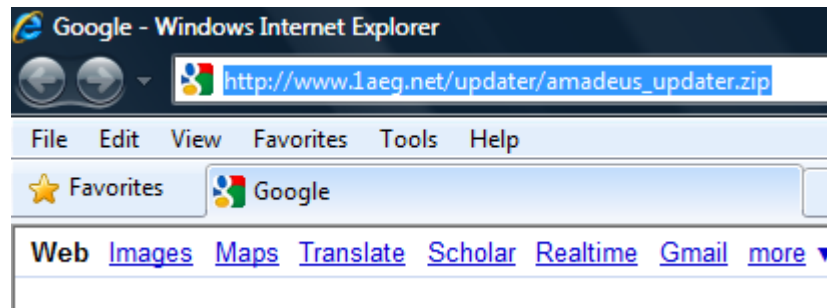 Google - Windows Internet Explorer
http://www.1aeg.net/updater/amadeus_updater.zip
File Edit View Favorites Tools Help
Favorites Google
Web Images Maps Translate Scholar Realtime Gmail more ▼